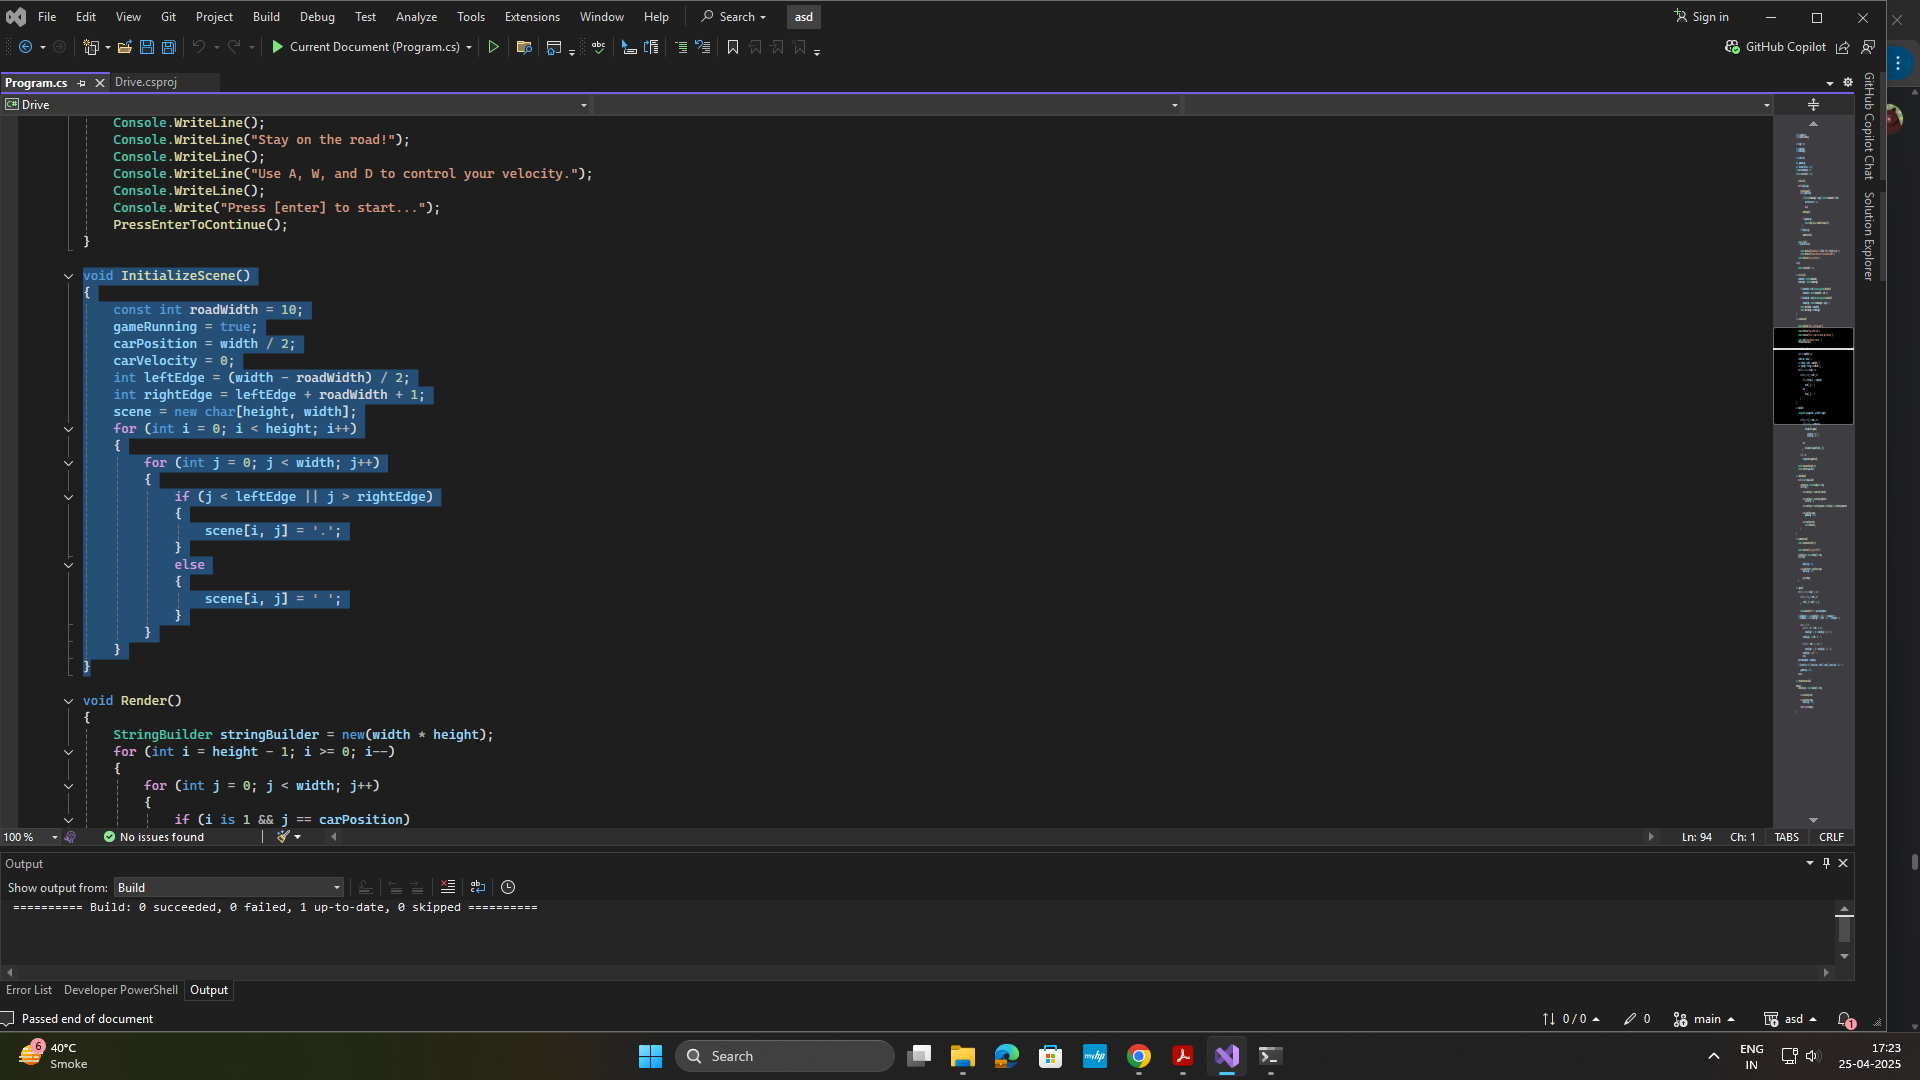 File Edit View Git Project Build Debug Test Analyze Tools Extensions Window Help Search asd Sign in
Current Document (Program.cs) abc GitHub Copilot
Program.cs Drive.csproj
C# Drive
Console.WriteLine();
Console.WriteLine("Stay on the road!");
Console.WriteLine();
Console.WriteLine("Use A, W, and D to control your velocity.");
Console.WriteLine();
Console.Write("Press [enter] to start...");
PressEnterToContinue();
}
void InitializeScene()
{
const int roadWidth = 10;
gameRunning = true;
carPosition = width / 2;
carVelocity = 0;
int leftEdge = (width - roadWidth) / 2;
int rightEdge = leftEdge + roadWidth + 1;
scene = new char[height, width];
for (int i = 0; i < height; i++)
{
for (int j = 0; j < width; j++)
{
if (j < leftEdge || j > rightEdge)
{
scene[i, j] = '.';
}
else
{
scene[i, j] = ' ';
}
}
}
}
void Render()
{
StringBuilder stringBuilder = new(width * height);
for (int i = height - 1; i >= 0; i--)
{
for (int j = 0; j < width; j++)
{
if (i is 1 && j == carPosition)
GitHub Copilot Chat
Solution Explorer
100 % No issues found Ln: 94 Ch: 1 TABS CRLF
Output
Show output from: Build
========== Build: 0 succeeded, 0 failed, 1 up-to-date, 0 skipped ==========
Error List Developer PowerShell Output
Passed end of document 0 / 0 0 main asd 1
6 40°C
Smoke
Search
myhp
ENG
IN
17:23
25-04-2025